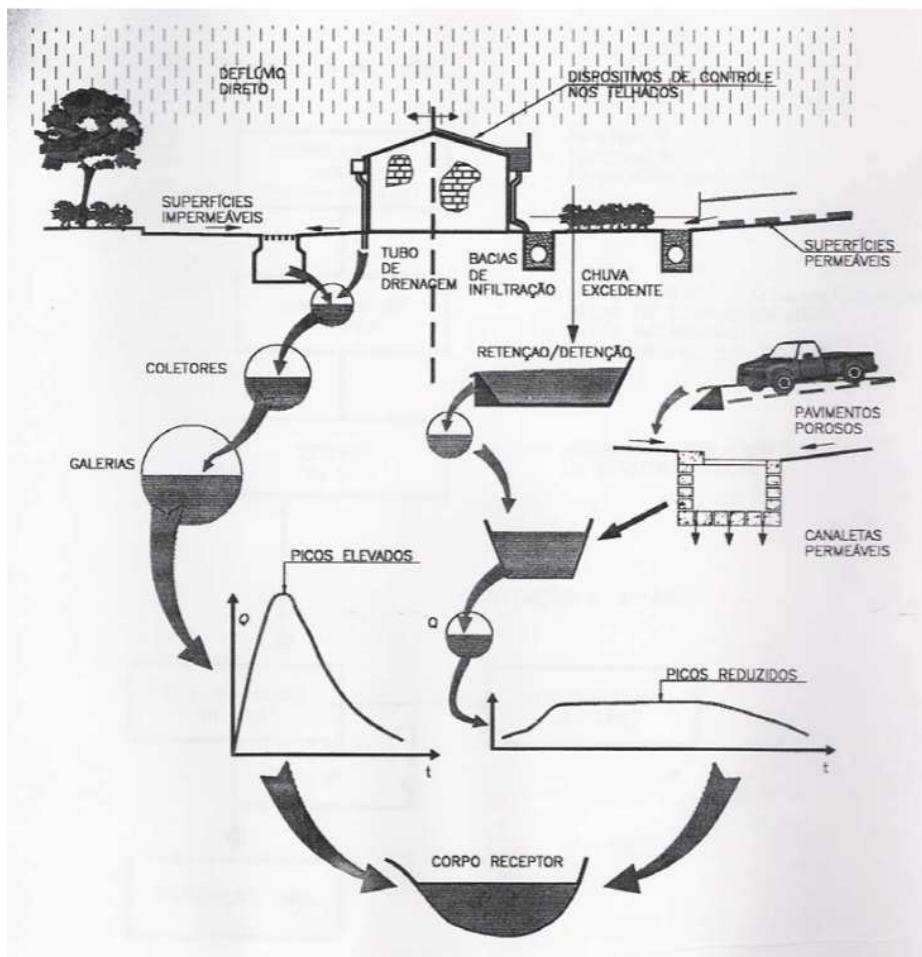 DEFLÚVIO
DIRETO
DISPOSITIVOS DE CONTROLE
NOS TELHADOS
SUPERFÍCIES
IMPERMEÁVEIS
TUBO
DE
DRENAGEM
BACIAS
DE
INFILTRAÇÃO
CHUVA
EXCEDENTE
SUPERFÍCIES
PERMEÁVEIS
RETENÇAO/DETENÇÃO
COLETORES
PAVIMENTOS
POROSOS
GALERIAS
CANALETAS
PERMEÁVEIS
PICOS ELEVADOS
Q
Q
PICOS REDUZIDOS
t
t
CORPO RECEPTOR